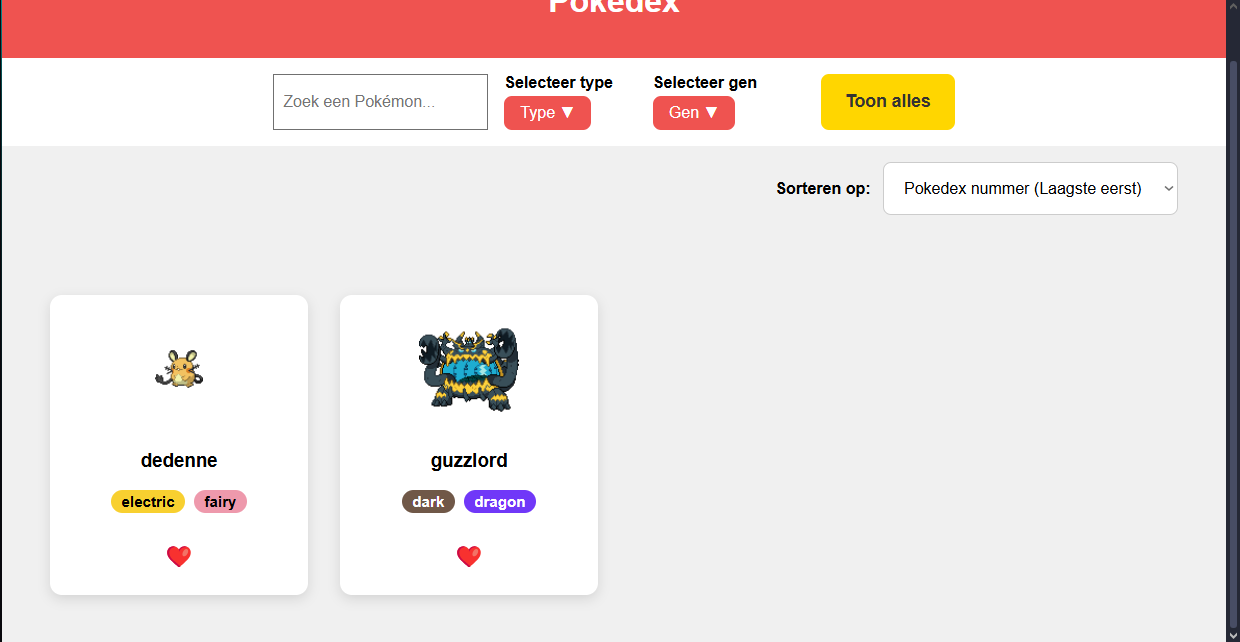 Pokedex
Zoek een Pokémon...
Selecteer type
Type ▼
Selecteer gen
Gen ▼
Toon alles
Sorteren op:
Pokedex nummer (Laagste eerst)
dedenne
electric
fairy
guzzlord
dark
dragon